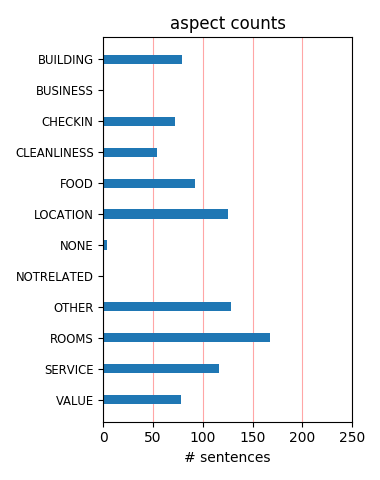 aspect counts
BUILDING
BUSINESS
CHECKIN
CLEANLINESS
FOOD
LOCATION
NONE
NOTRELATED
OTHER
ROOMS
SERVICE
VALUE
0 50 100 150 200 250
# sentences